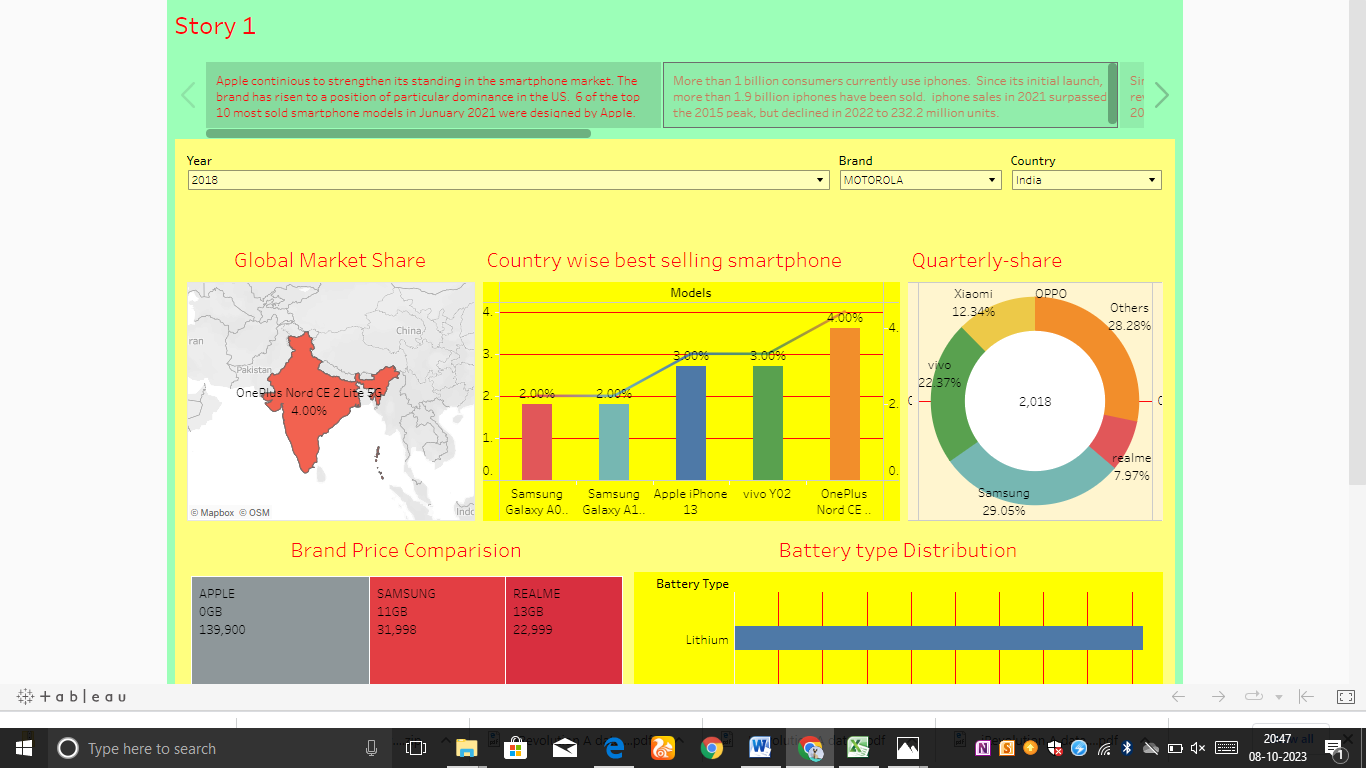 Story 1
Apple continious to strengthen its standing in the smartphone market. The
brand has risen to a position of particular dominance in the US. 6 of the top
10 most sold smartphone models in Junuary 2021 were designed by Apple.
More than 1 billion consumers currently use iphones. Since its initial launch,
more than 1.9 billion iphones have been sold. iphone sales in 2021 surpassed
the 2015 peak, but declined in 2022 to 232.2 million units.
Year
2018
Brand
MOTOROLA
Country
India
Global Market Share
China
Pakistan
OnePlus Nord CE 2 Lite 5G
4.00%
© Mapbox © OSM
Country wise best selling smartphone
Models
4.
3.
2.
1.
0.
2.00%
2.00%
3.00%
3.00%
4.00%
4.
2.
0.
Samsung
Galaxy A0..
Samsung
Galaxy A1..
Apple iPhone
13
vivo Y02
OnePlus
Nord CE ..
Quarterly-share
Xiaomi
12.34%
OPPO
Others
28.28%
vivo
22.37%
2,018
realme
7.97%
Samsung
29.05%
Brand Price Comparision
APPLE
0GB
139,900
SAMSUNG
11GB
31,998
REALME
13GB
22,999
Battery type Distribution
Battery Type
Lithium
+ a b l e a u
Type here to search
20:47
08-10-2023